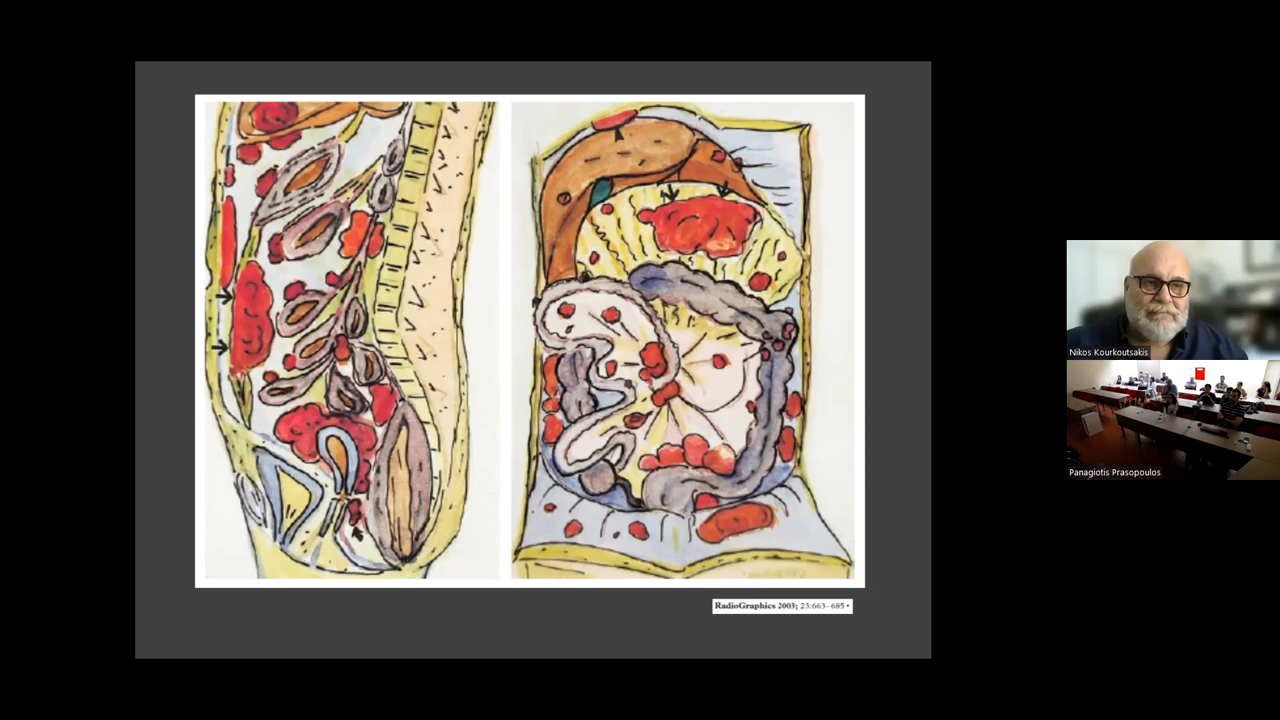 RadioGraphics 2003; 23:663–685 •
Nikos Kourkoutsakis
Panagiotis Prasopoulos